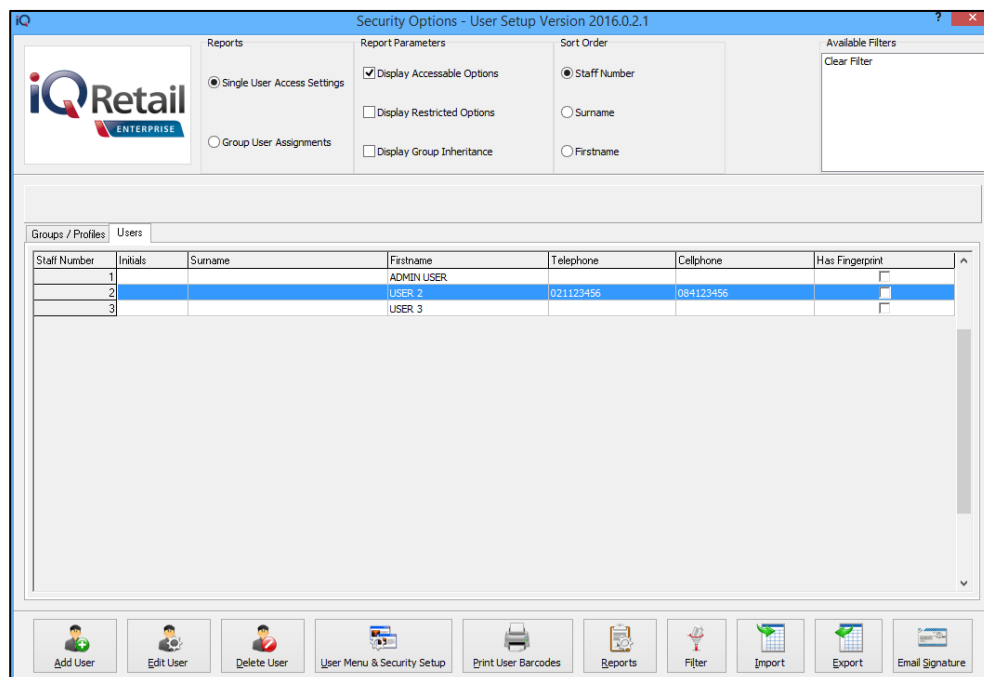 iQ Security Options - User Setup Version 2016.0.2.1 ? ×
Reports Report Parameters Sort Order Available Filters
Clear Filter
Single User Access Settings Display Accessable Options Staff Number
iQ Retail
ENTERPRISE
Display Restricted Options Surname
Group User Assignments Display Group Inheritance Firstname
Groups / Profiles Users
Staff Number Initials Surname Firstname Telephone Cellphone Has Fingerprint
1 ADMIN USER
2 USER 2 021123456 084123456
3 USER 3
Add User Edit User Delete User User Menu & Security Setup Print User Barcodes Reports Filter Import Export Email Signature